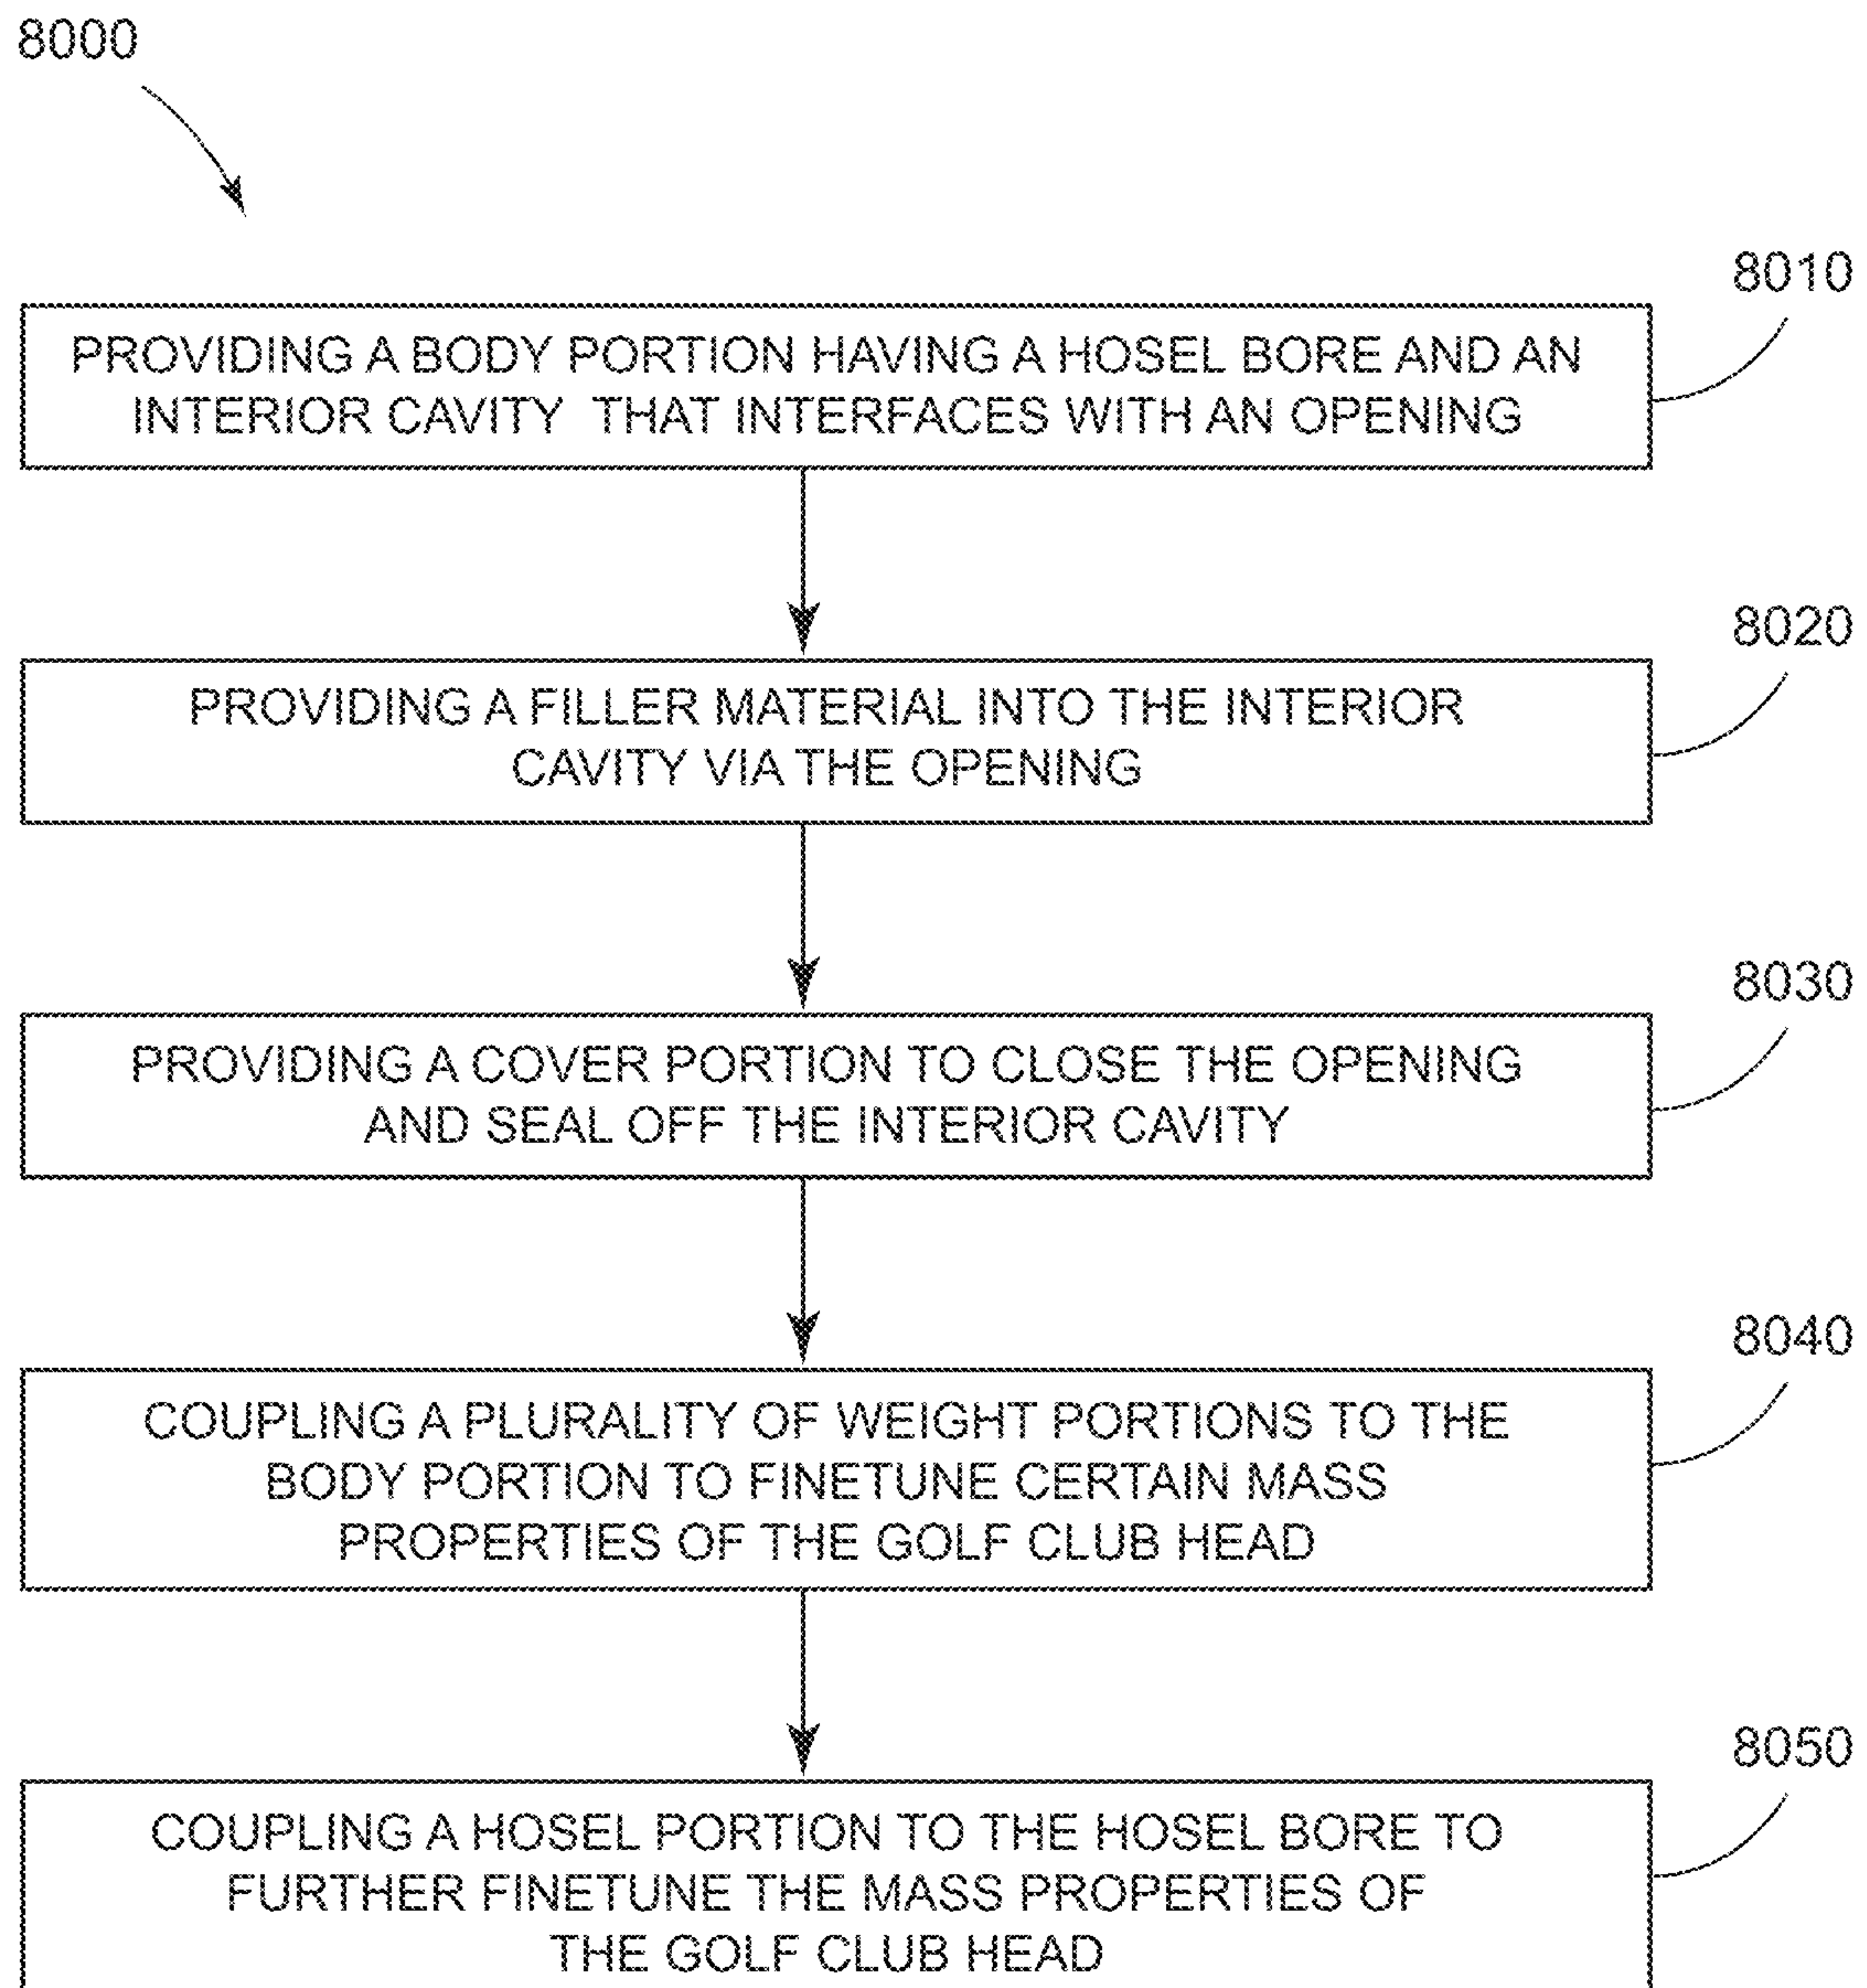 8000
8010
PROVIDING A BODY PORTION HAVING A HOSEL BORE AND AN
INTERIOR CAVITY THAT INTERFACES WITH AN OPENING
8020
PROVIDING A FILLER MATERIAL INTO THE INTERIOR
CAVITY VIA THE OPENING
8030
PROVIDING A COVER PORTION TO CLOSE THE OPENING
AND SEAL OFF THE INTERIOR CAVITY
8040
COUPLING A PLURALITY OF WEIGHT PORTIONS TO THE
BODY PORTION TO FINETUNE CERTAIN MASS
PROPERTIES OF THE GOLF CLUB HEAD
8050
COUPLING A HOSEL PORTION TO THE HOSEL BORE TO
FURTHER FINETUNE THE MASS PROPERTIES OF
THE GOLF CLUB HEAD